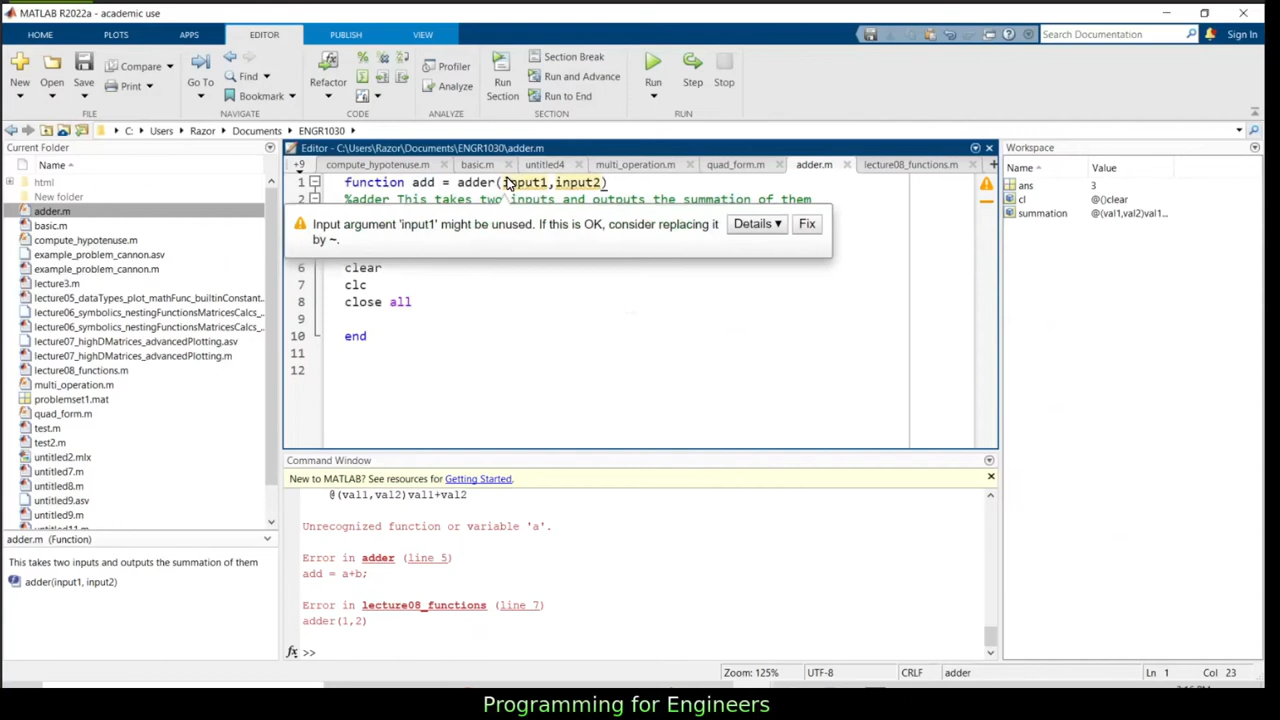 MATLAB R2022a - academic use
HOME PLOTS APPS EDITOR PUBLISH VIEW Search Documentation Sign In
New Open Save Compare Print Go To Find Bookmark Refactor Profiler Analyze Run Section Section Break Run and Advance Run to End Run Step Stop
FILE NAVIGATE CODE ANALYZE SECTION RUN
C: Users Razor Documents ENGR1030
Current Folder
Name
html
New folder
adder.m
basic.m
compute_hypotenuse.m
example_problem_cannon.asv
example_problem_cannon.m
lecture3.m
lecture05_dataTypes_plot_mathFunc_builtinConstant...
lecture06_symbolics_nestingFunctionsMatricesCalcs_...
lecture06_symbolics_nestingFunctionsMatricesCalcs_...
lecture07_highDMatrices_advancedPlotting.asv
lecture07_highDMatrices_advancedPlotting.m
lecture08_functions.m
multi_operation.m
problemset1.mat
quad_form.m
test.m
test2.m
untitled2.mlx
untitled7.m
untitled8.m
untitled9.asv
untitled9.m
untitled11.m
adder.m (Function)
This takes two inputs and outputs the summation of them
adder(input1, input2)
Editor - C:\Users\Razor\Documents\ENGR1030\adder.m
+9 compute_hypotenuse.m basic.m untitled4 multi_operation.m quad_form.m adder.m lecture08_functions.m
1 function add = adder(input1,input2)
2 %adder This takes two inputs and outputs the summation of them
Input argument 'input1' might be unused. If this is OK, consider replacing it
by ~.
Details Fix
6 clear
7 clc
8 close all
9
10 end
11
12
Command Window
New to MATLAB? See resources for Getting Started.
@(val1,val2)val1+val2
Unrecognized function or variable 'a'.
Error in adder (line 5)
add = a+b;
Error in lecture08_functions (line 7)
adder(1,2)
fx >>
Workspace
Name Value
ans 3
cl @()clear
summation @(val1,val2)val1...
Zoom: 125% UTF-8 CRLF adder Ln 1 Col 23
Programming for Engineers